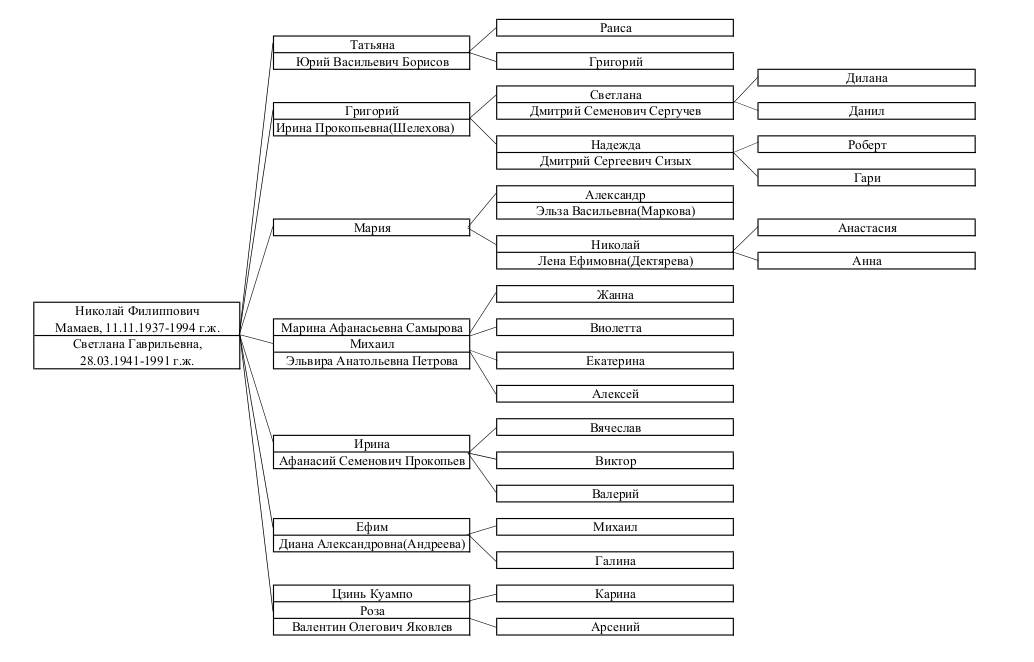 Николай Филиппович
Мамаев, 11.11.1937-1994 г.ж.
Светлана Гаврильевна,
28.03.1941-1991 г.ж.
Татьяна
Юрий Васильевич Борисов
Раиса
Григорий
Григорий
Ирина Прокопьевна(Шелехова)
Светлана
Дмитрий Семенович Сергучев
Дилана
Данил
Надежда
Дмитрий Сергеевич Сизых
Роберт
Гари
Мария
Александр
Эльза Васильевна(Маркова)
Николай
Лена Ефимовна(Дектярева)
Анастасия
Анна
Марина Афанасьевна Самырова
Михаил
Эльвира Анатольевна Петрова
Жанна
Виолетта
Екатерина
Алексей
Ирина
Афанасий Семенович Прокопьев
Вячеслав
Виктор
Валерий
Ефим
Диана Александровна(Андреева)
Михаил
Галина
Цзинь Куампо
Роза
Валентин Олегович Яковлев
Карина
Арсений